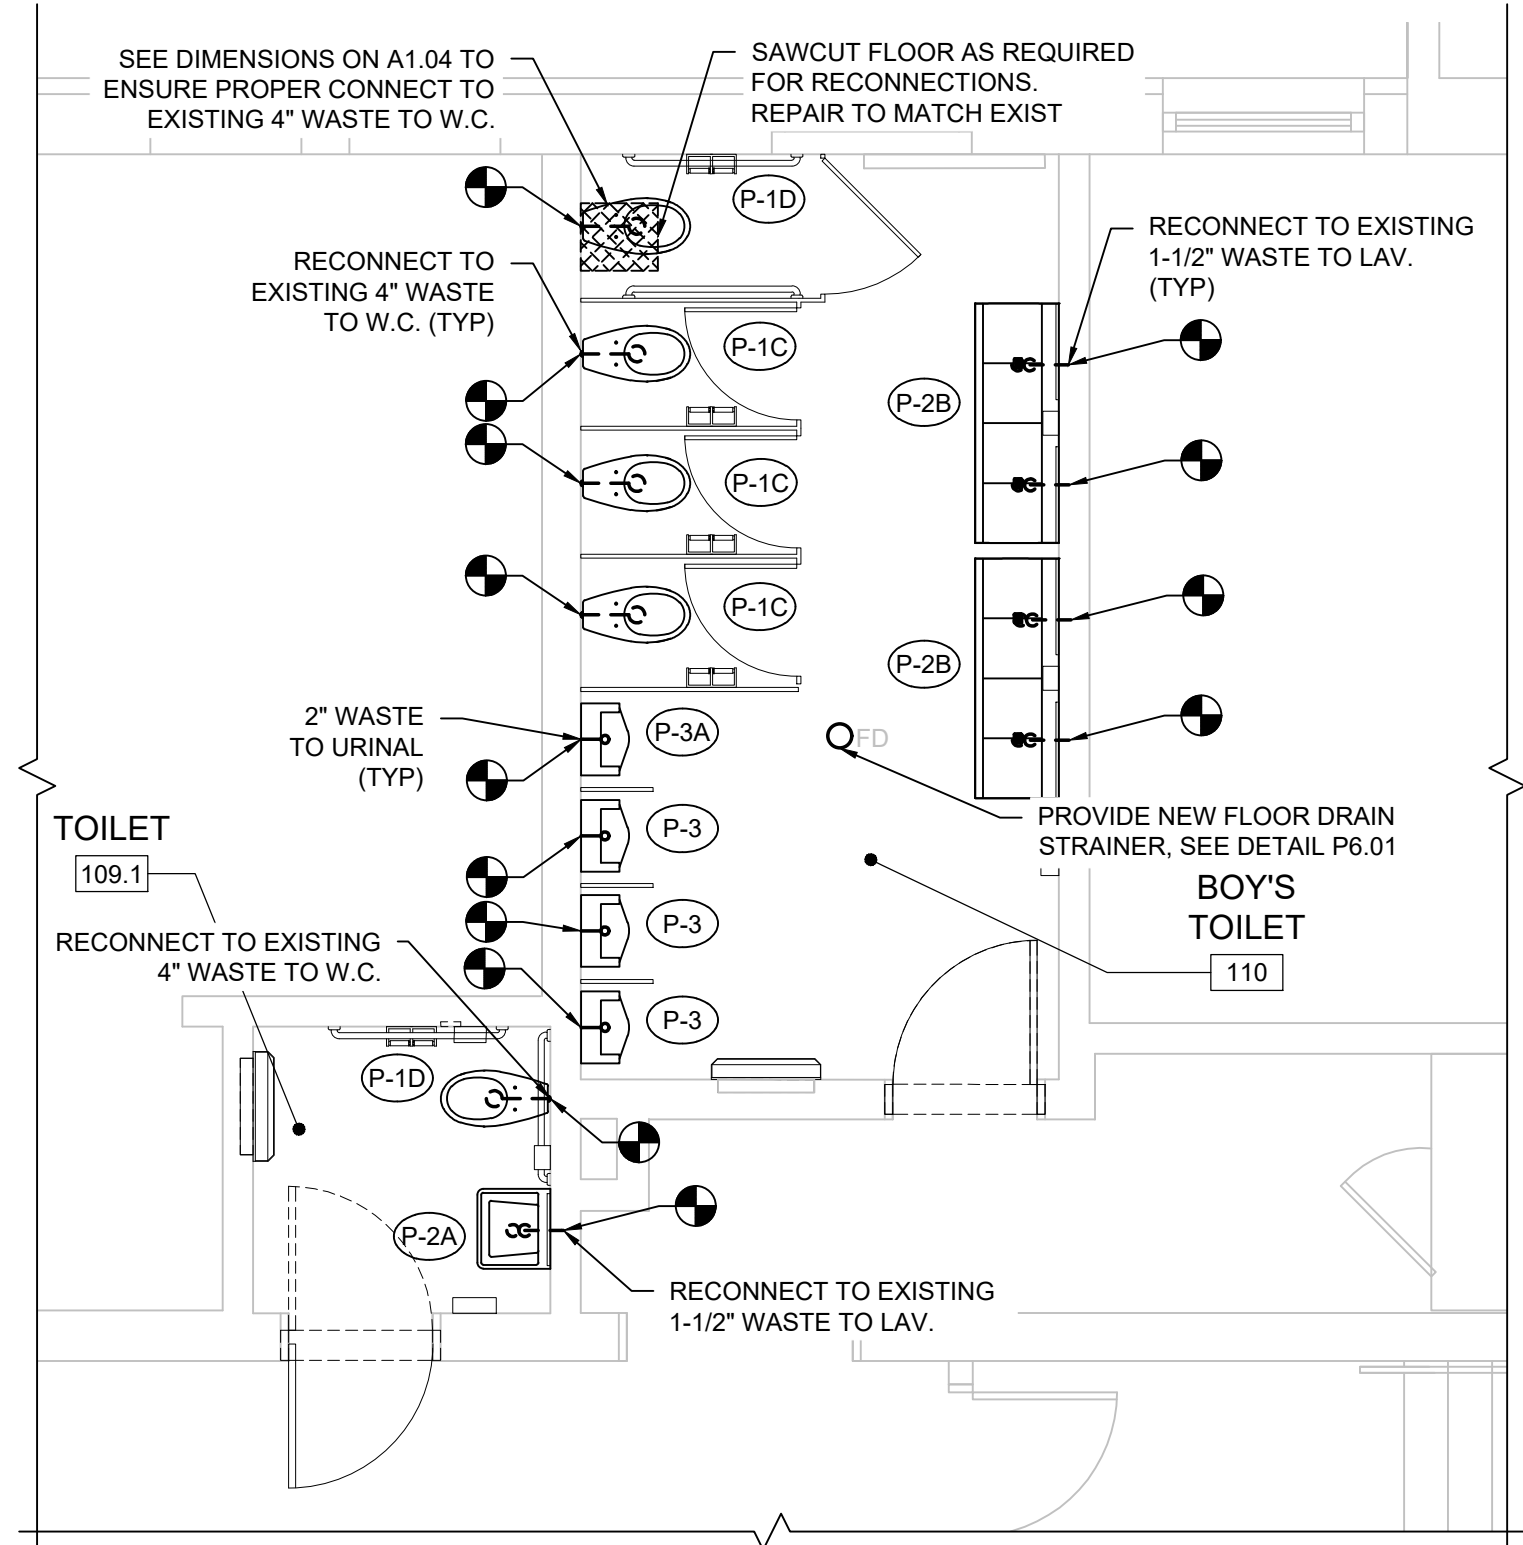 SEE DIMENSIONS ON A1.04 TO
ENSURE PROPER CONNECT TO
EXISTING 4" WASTE TO W.C.
SAWCUT FLOOR AS REQUIRED
FOR RECONNECTIONS.
REPAIR TO MATCH EXIST
P-1D
RECONNECT TO
EXISTING 4" WASTE
TO W.C. (TYP)
RECONNECT TO EXISTING
1-1/2" WASTE TO LAV.
(TYP)
P-1C
P-2B
P-1C
P-1C
P-2B
2" WASTE
TO URINAL
(TYP)
P-3A
FD
PROVIDE NEW FLOOR DRAIN
STRAINER, SEE DETAIL P6.01
P-3
TOILET
109.1
BOY'S
TOILET
110
P-3
RECONNECT TO EXISTING
4" WASTE TO W.C.
P-3
P-1D
P-2A
RECONNECT TO EXISTING
1-1/2" WASTE TO LAV.